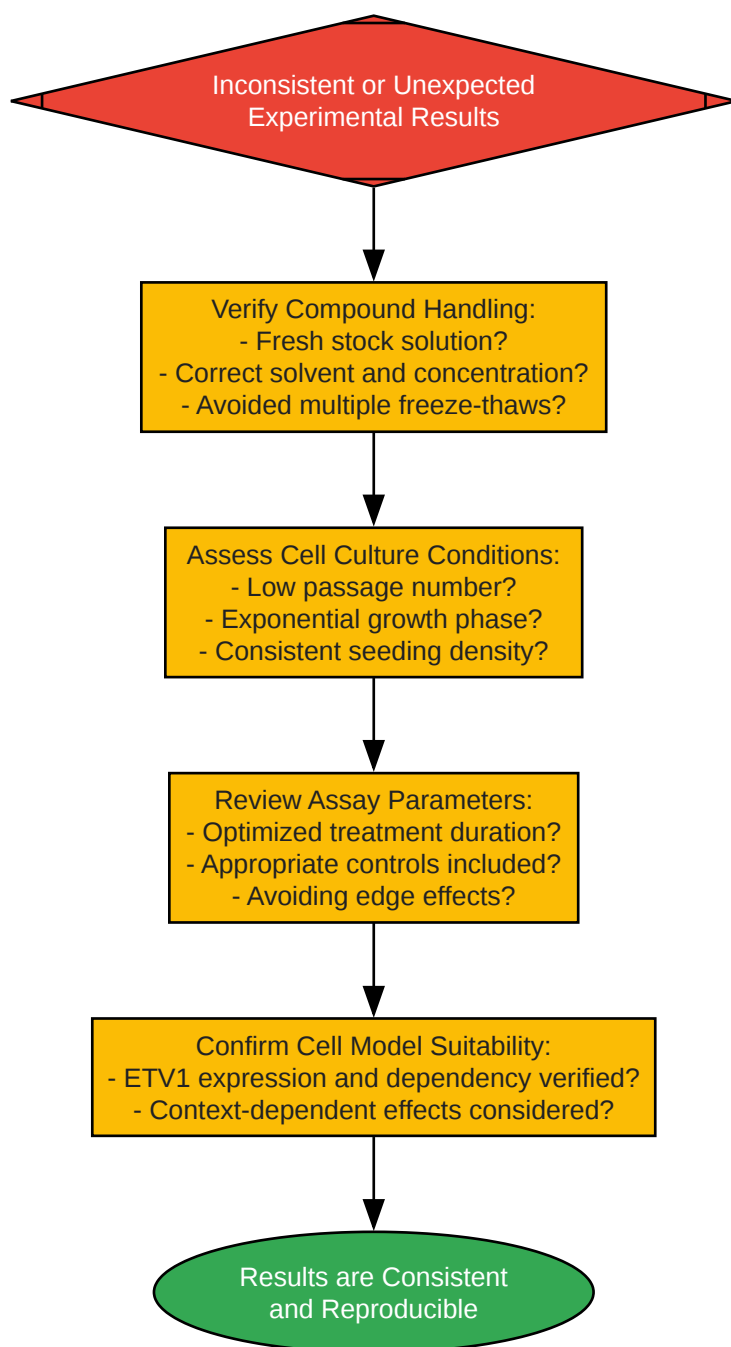 Inconsistent or Unexpected
Experimental Results
Verify Compound Handling:
- Fresh stock solution?
- Correct solvent and concentration?
- Avoided multiple freeze-thaws?
Assess Cell Culture Conditions:
- Low passage number?
- Exponential growth phase?
- Consistent seeding density?
Review Assay Parameters:
- Optimized treatment duration?
- Appropriate controls included?
- Avoiding edge effects?
Confirm Cell Model Suitability:
- ETV1 expression and dependency verified?
- Context-dependent effects considered?
Results are Consistent
and Reproducible